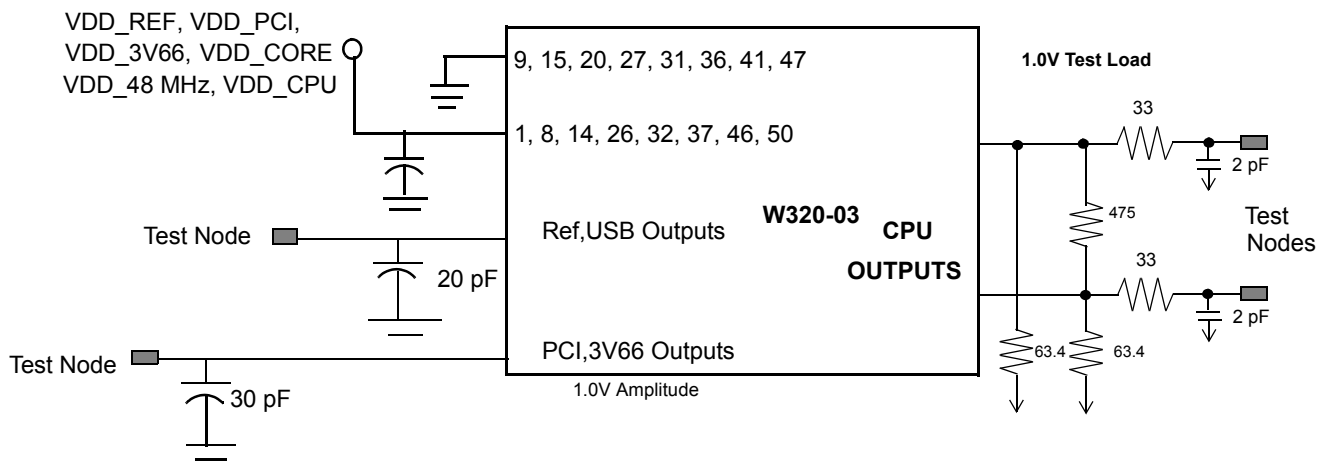 VDD_REF, VDD_PCI,
VDD_3V66, VDD_CORE
VDD_48 MHz, VDD_CPU
9, 15, 20, 27, 31, 36, 41, 47
1, 8, 14, 26, 32, 37, 46, 50
Test Node
Ref,USB Outputs
20 pF
Test Node
PCI,3V66 Outputs
30 pF
1.0V Amplitude
W320-03
CPU
OUTPUTS
1.0V Test Load
33
2 pF
475
Test
Nodes
33
2 pF
63.4
63.4